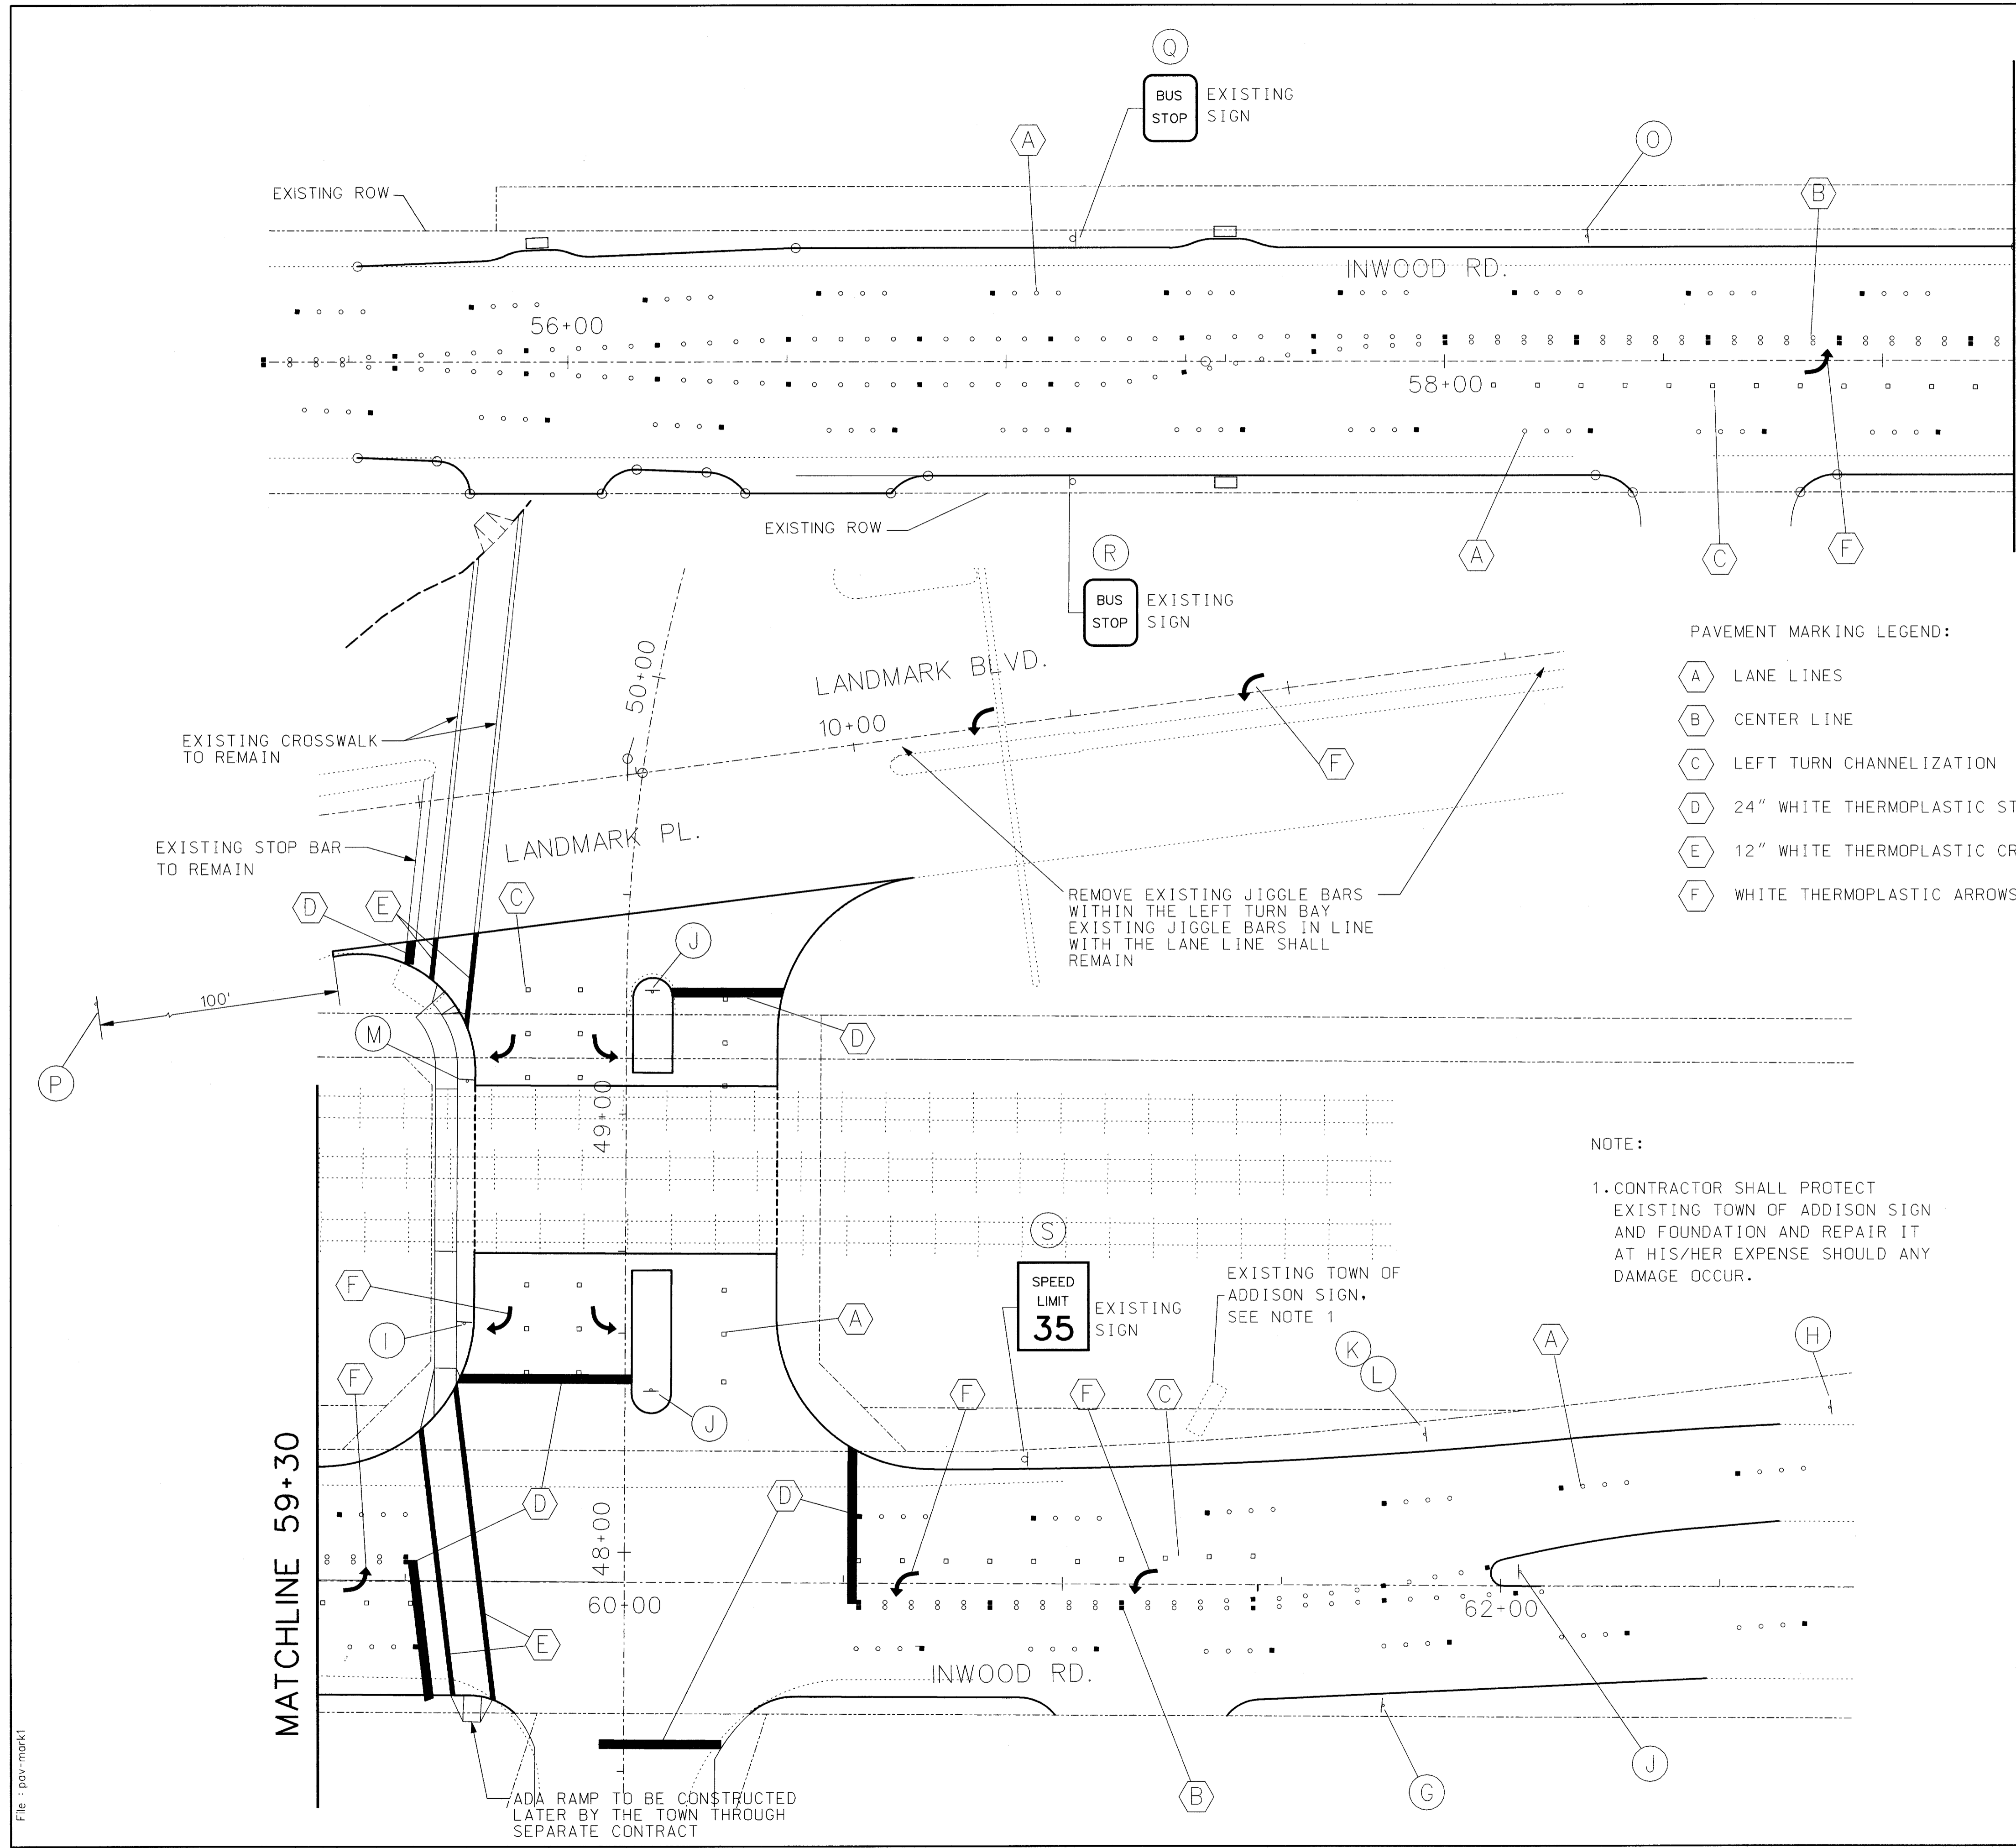 Q
BUS
STOP
EXISTING
SIGN
A
O
EXISTING ROW
B
INWOOD RD.
56+00
58+00
EXISTING ROW
A
C
F
R
BUS
STOP
EXISTING
SIGN
PAVEMENT MARKING LEGEND:
A LANE LINES
B CENTER LINE
C LEFT TURN CHANNELIZATION
D 24" WHITE THERMOPLASTIC ST
E 12" WHITE THERMOPLASTIC CR
F WHITE THERMOPLASTIC ARROWS
50+00
LANDMARK BLVD.
10+00
F
EXISTING CROSSWALK
TO REMAIN
LANDMARK PL.
EXISTING STOP BAR
TO REMAIN
REMOVE EXISTING JIGGLE BARS
WITHIN THE LEFT TURN BAY
EXISTING JIGGLE BARS IN LINE
WITH THE LANE LINE SHALL
REMAIN
D
E
C
J
100'
M
D
P
49+00
NOTE:
1. CONTRACTOR SHALL PROTECT
EXISTING TOWN OF ADDISON SIGN
AND FOUNDATION AND REPAIR IT
AT HIS/HER EXPENSE SHOULD ANY
DAMAGE OCCUR.
S
SPEED
LIMIT
35
EXISTING
SIGN
EXISTING TOWN OF
ADDISON SIGN,
SEE NOTE 1
F
I
A
K
L
A
H
F
J
F
F
C
MATCHLINE 59+30
D
D
48+00
60+00
62+00
E
INWOOD RD.
B
G
J
ADA RAMP TO BE CONSTRUCTED
LATER BY THE TOWN THROUGH
SEPARATE CONTRACT
File : pav-mark1